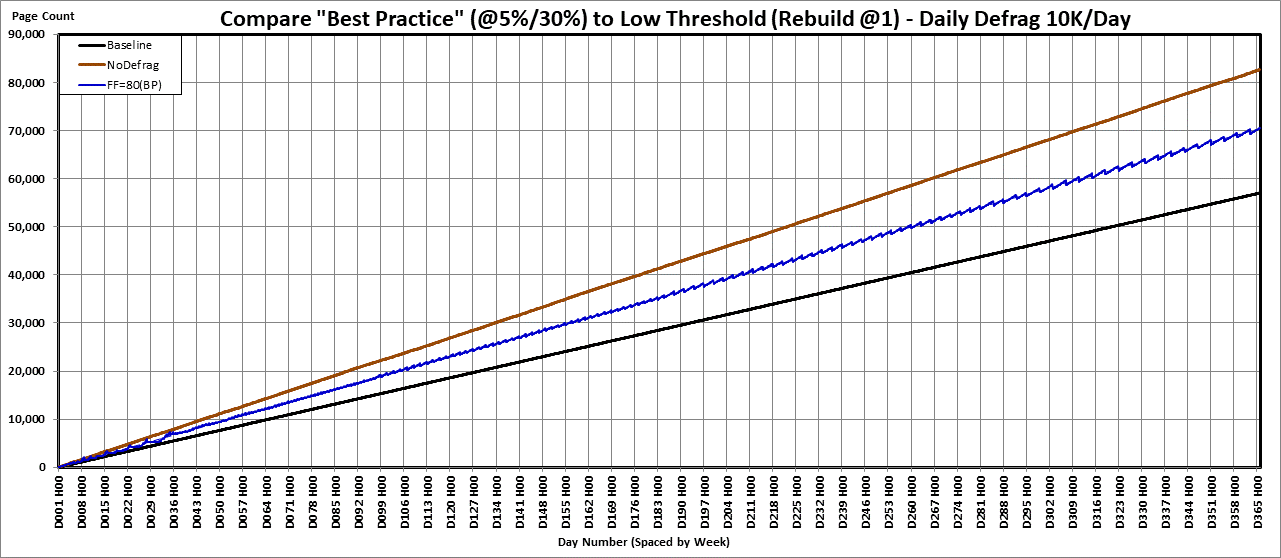 Page Count
Compare "Best Practice" (@5%/30%) to Low Threshold (Rebuild @1) - Daily Defrag 10K/Day
90,000
80,000
70,000
60,000
50,000
40,000
30,000
20,000
10,000
0
Baseline
NoDefrag
FF=80(BP)
D001 H00
D008 H00
D015 H00
D022 H00
D029 H00
D036 H00
D043 H00
D050 H00
D057 H00
D064 H00
D071 H00
D078 H00
D085 H00
D092 H00
D099 H00
D106 H00
D113 H00
D120 H00
D127 H00
D134 H00
D141 H00
D148 H00
D155 H00
D162 H00
D169 H00
D176 H00
D183 H00
D190 H00
D197 H00
D204 H00
D211 H00
D218 H00
D225 H00
D232 H00
D239 H00
D246 H00
D253 H00
D260 H00
D267 H00
D274 H00
D281 H00
D288 H00
D295 H00
D302 H00
D309 H00
D316 H00
D323 H00
D330 H00
D337 H00
D344 H00
D351 H00
D358 H00
D365 H00
Day Number (Spaced by Week)